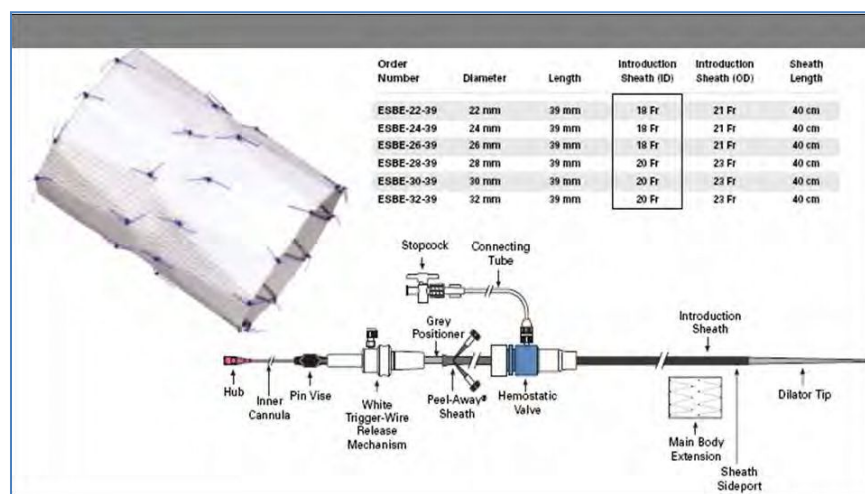 Order Number Diameter Length Introduction Sheath (ID) Introduction Sheath (OD) Sheath Length
ESBE-22-39 22 mm 39 mm 18 Fr 21 Fr 40 cm
ESBE-24-39 24 mm 39 mm 18 Fr 21 Fr 40 cm
ESBE-26-39 26 mm 39 mm 18 Fr 21 Fr 40 cm
ESBE-28-39 28 mm 39 mm 20 Fr 23 Fr 40 cm
ESBE-30-39 30 mm 39 mm 20 Fr 23 Fr 40 cm
ESBE-32-39 32 mm 39 mm 20 Fr 23 Fr 40 cm
Stopcock
Connecting
Tube
Grey
Positioner
Introduction
Sheath
Hub
Inner
Cannula
Pin Vise
White
Trigger-Wire
Release
Mechanism
Peel-Away®
Sheath
Hemostatic
Valve
Main Body
Extension
Dilator Tip
Sheath
Sideport